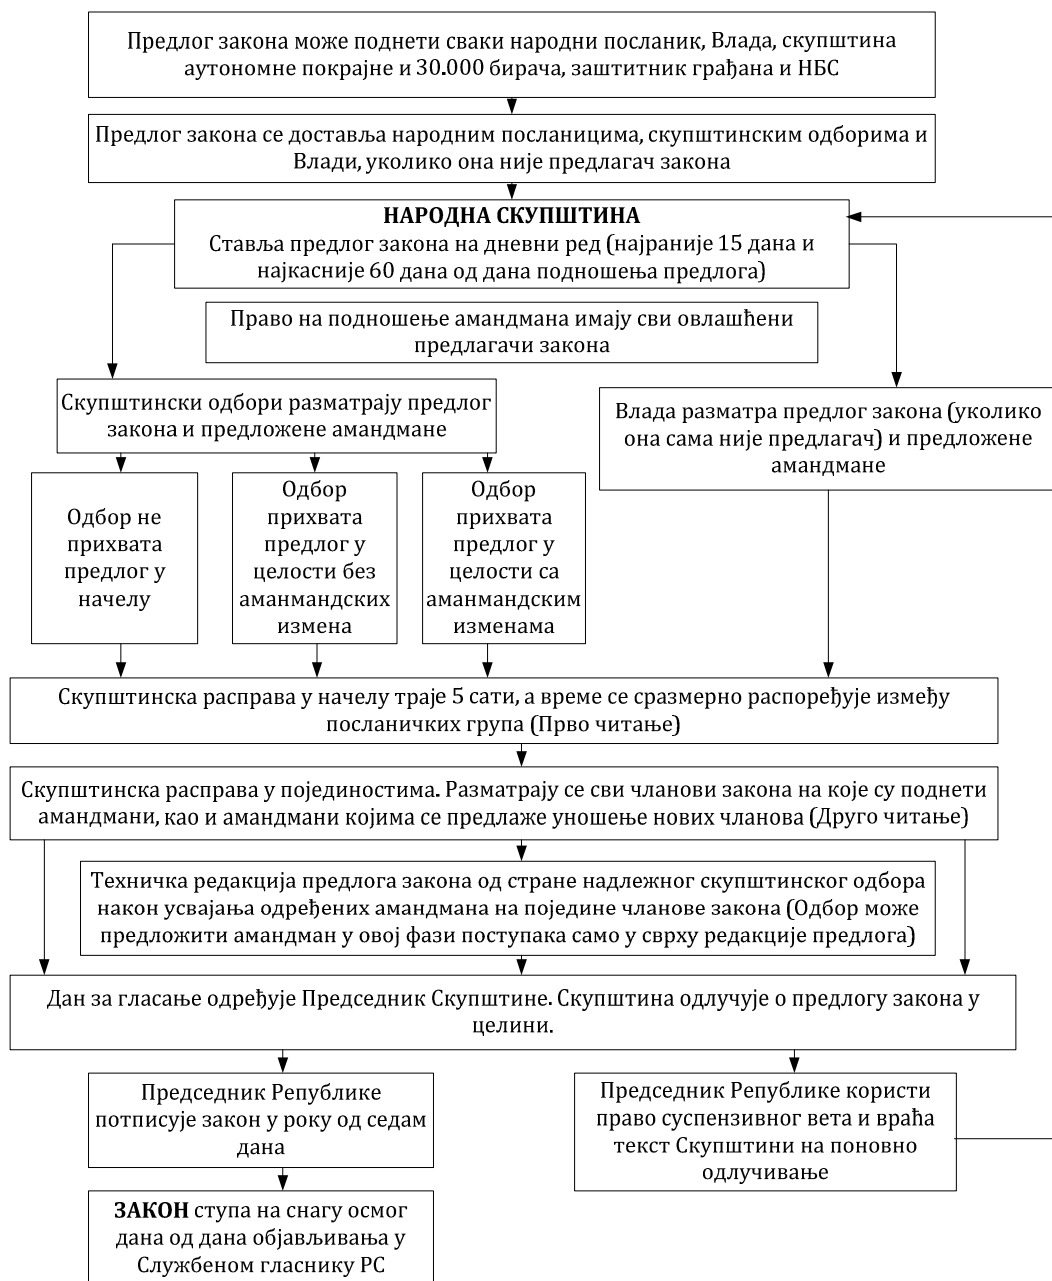 Предлог закона може поднети сваки народни посланик, Влада, скупштина
аутономне покрајне и 30.000 бирача, заштитник грађана и НБС
Предлог закона се доставља народним посланицима, скупштинским одборима и
Влади, уколико она није предлагач закона
НАРОДНА СКУПШТИНА
Ставља предлог закона на дневни ред (најраније 15 дана и
најкасније 60 дана од дана подношења предлога)
Право на подношење амандмана имају сви овлашћени
предлагачи закона
Скупштински одбори разматрају предлог
закона и предложене амандмане
Влада разматра предлог закона (уколико
она сама није предлагач) и предложене
амандмане
Одбор не
прихвата
предлог у
начелу
Одбор
прихвата
предлог у
целости без
аманмандских
измена
Одбор
прихвата
предлог у
целости са
аманмандским
изменама
Скупштинска расправа у начелу траје 5 сати, а време се сразмерно распоређује између
посланичких група (Прво читање)
Скупштинска расправа у појединостима. Разматрају се сви чланови закона на које су поднети
амандмани, као и амандмани којима се предлаже уношење нових чланова (Друго читање)
Техничка редакција предлога закона од стране надлежног скупштинског одбора
након усвајања одређених амандмана на поједине чланове закона (Одбор може
предложити амандман у овој фази поступака само у сврху редакције предлога)
Дан за гласање одређује Председник Скупштине. Скупштина одлучује о предлогу закона у
целини.
Председник Републике
потписује закон у року од седам
дана
Председник Републике користи
право суспензивног вета и враћа
текст Скупштини на поновно
одлучивање
ЗАКОН ступа на снагу осмог
дана од дана објављивања у
Службеном гласнику РС